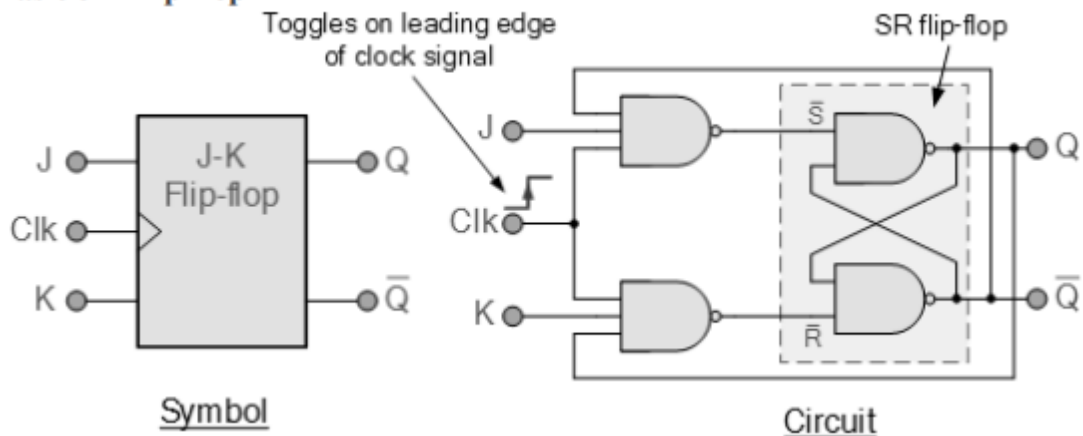 Toggles on leading edge
of clock signal
SR flip-flop
J
J-K
Flip-flop
Q
Clk
K
Q̅
Symbol
J
S̅
Q
Clk
K
R̅
Q̅
Circuit